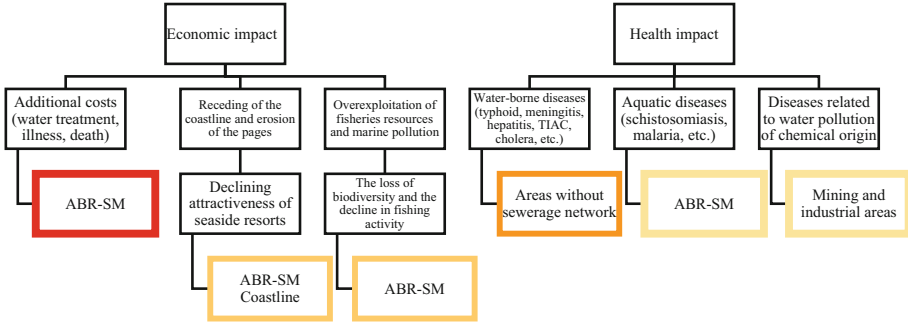 Economic impact
Additional costs
(water treatment,
illness, death)
ABR-SM
Receding of the
coastline and erosion
of the pages
Declining
attractiveness of
seaside resorts
ABR-SM
Coastline
Overexploitation of
fisheries resources
and marine pollution
The loss of
biodiversity and the
decline in fishing
activity
ABR-SM
Health impact
Water-borne diseases
(typhoid, meningitis,
hepatitis, TIAC,
cholera, etc.)
Areas without
sewerage network
Aquatic diseases
(schistosomiasis,
malaria, etc.)
ABR-SM
Diseases related
to water pollution
of chemical origin
Mining and
industrial areas